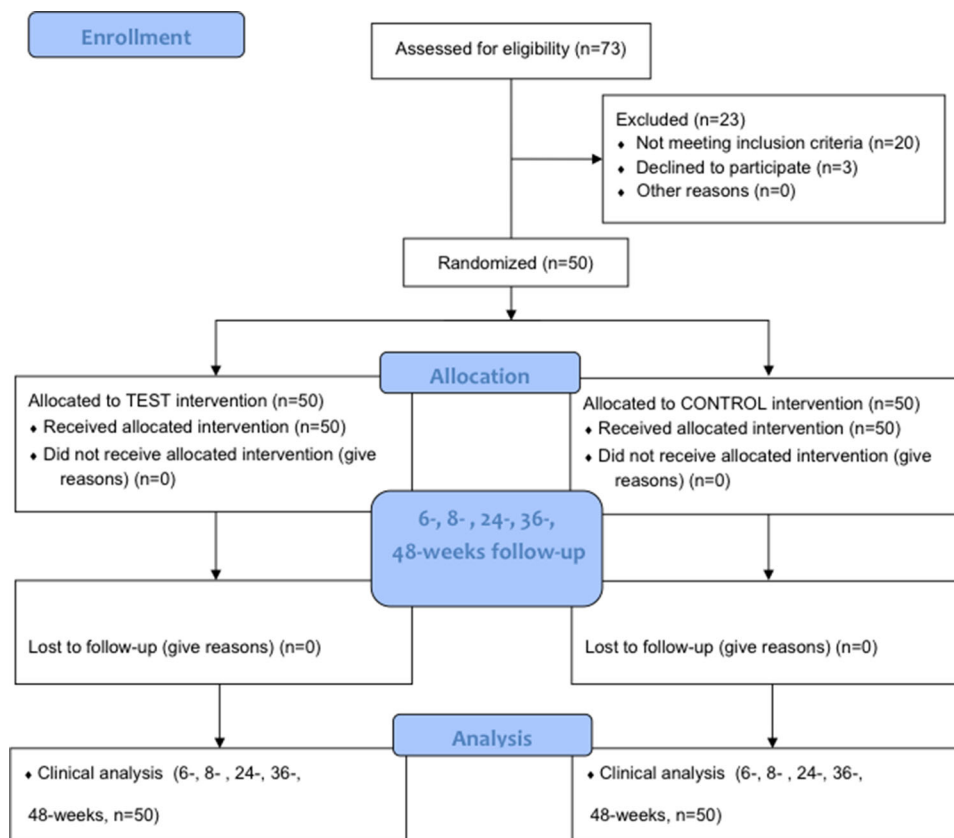 Enrollment
Assessed for eligibility (n=73)
Excluded (n=23)
♦ Not meeting inclusion criteria (n=20)
♦ Declined to participate (n=3)
♦ Other reasons (n=0)
Randomized (n=50)
Allocation
Allocated to TEST intervention (n=50)
♦ Received allocated intervention (n=50)
♦ Did not receive allocated intervention (give
reasons) (n=0)
Allocated to CONTROL intervention (n=50)
♦ Received allocated intervention (n=50)
♦ Did not receive allocated intervention (give
reasons) (n=0)
6-, 8- , 24-, 36-,
48-weeks follow-up
Lost to follow-up (give reasons) (n=0)
Lost to follow-up (give reasons) (n=0)
Analysis
♦ Clinical analysis (6-, 8- , 24-, 36-,
48-weeks, n=50)
♦ Clinical analysis (6-, 8- , 24-, 36-,
48-weeks, n=50)